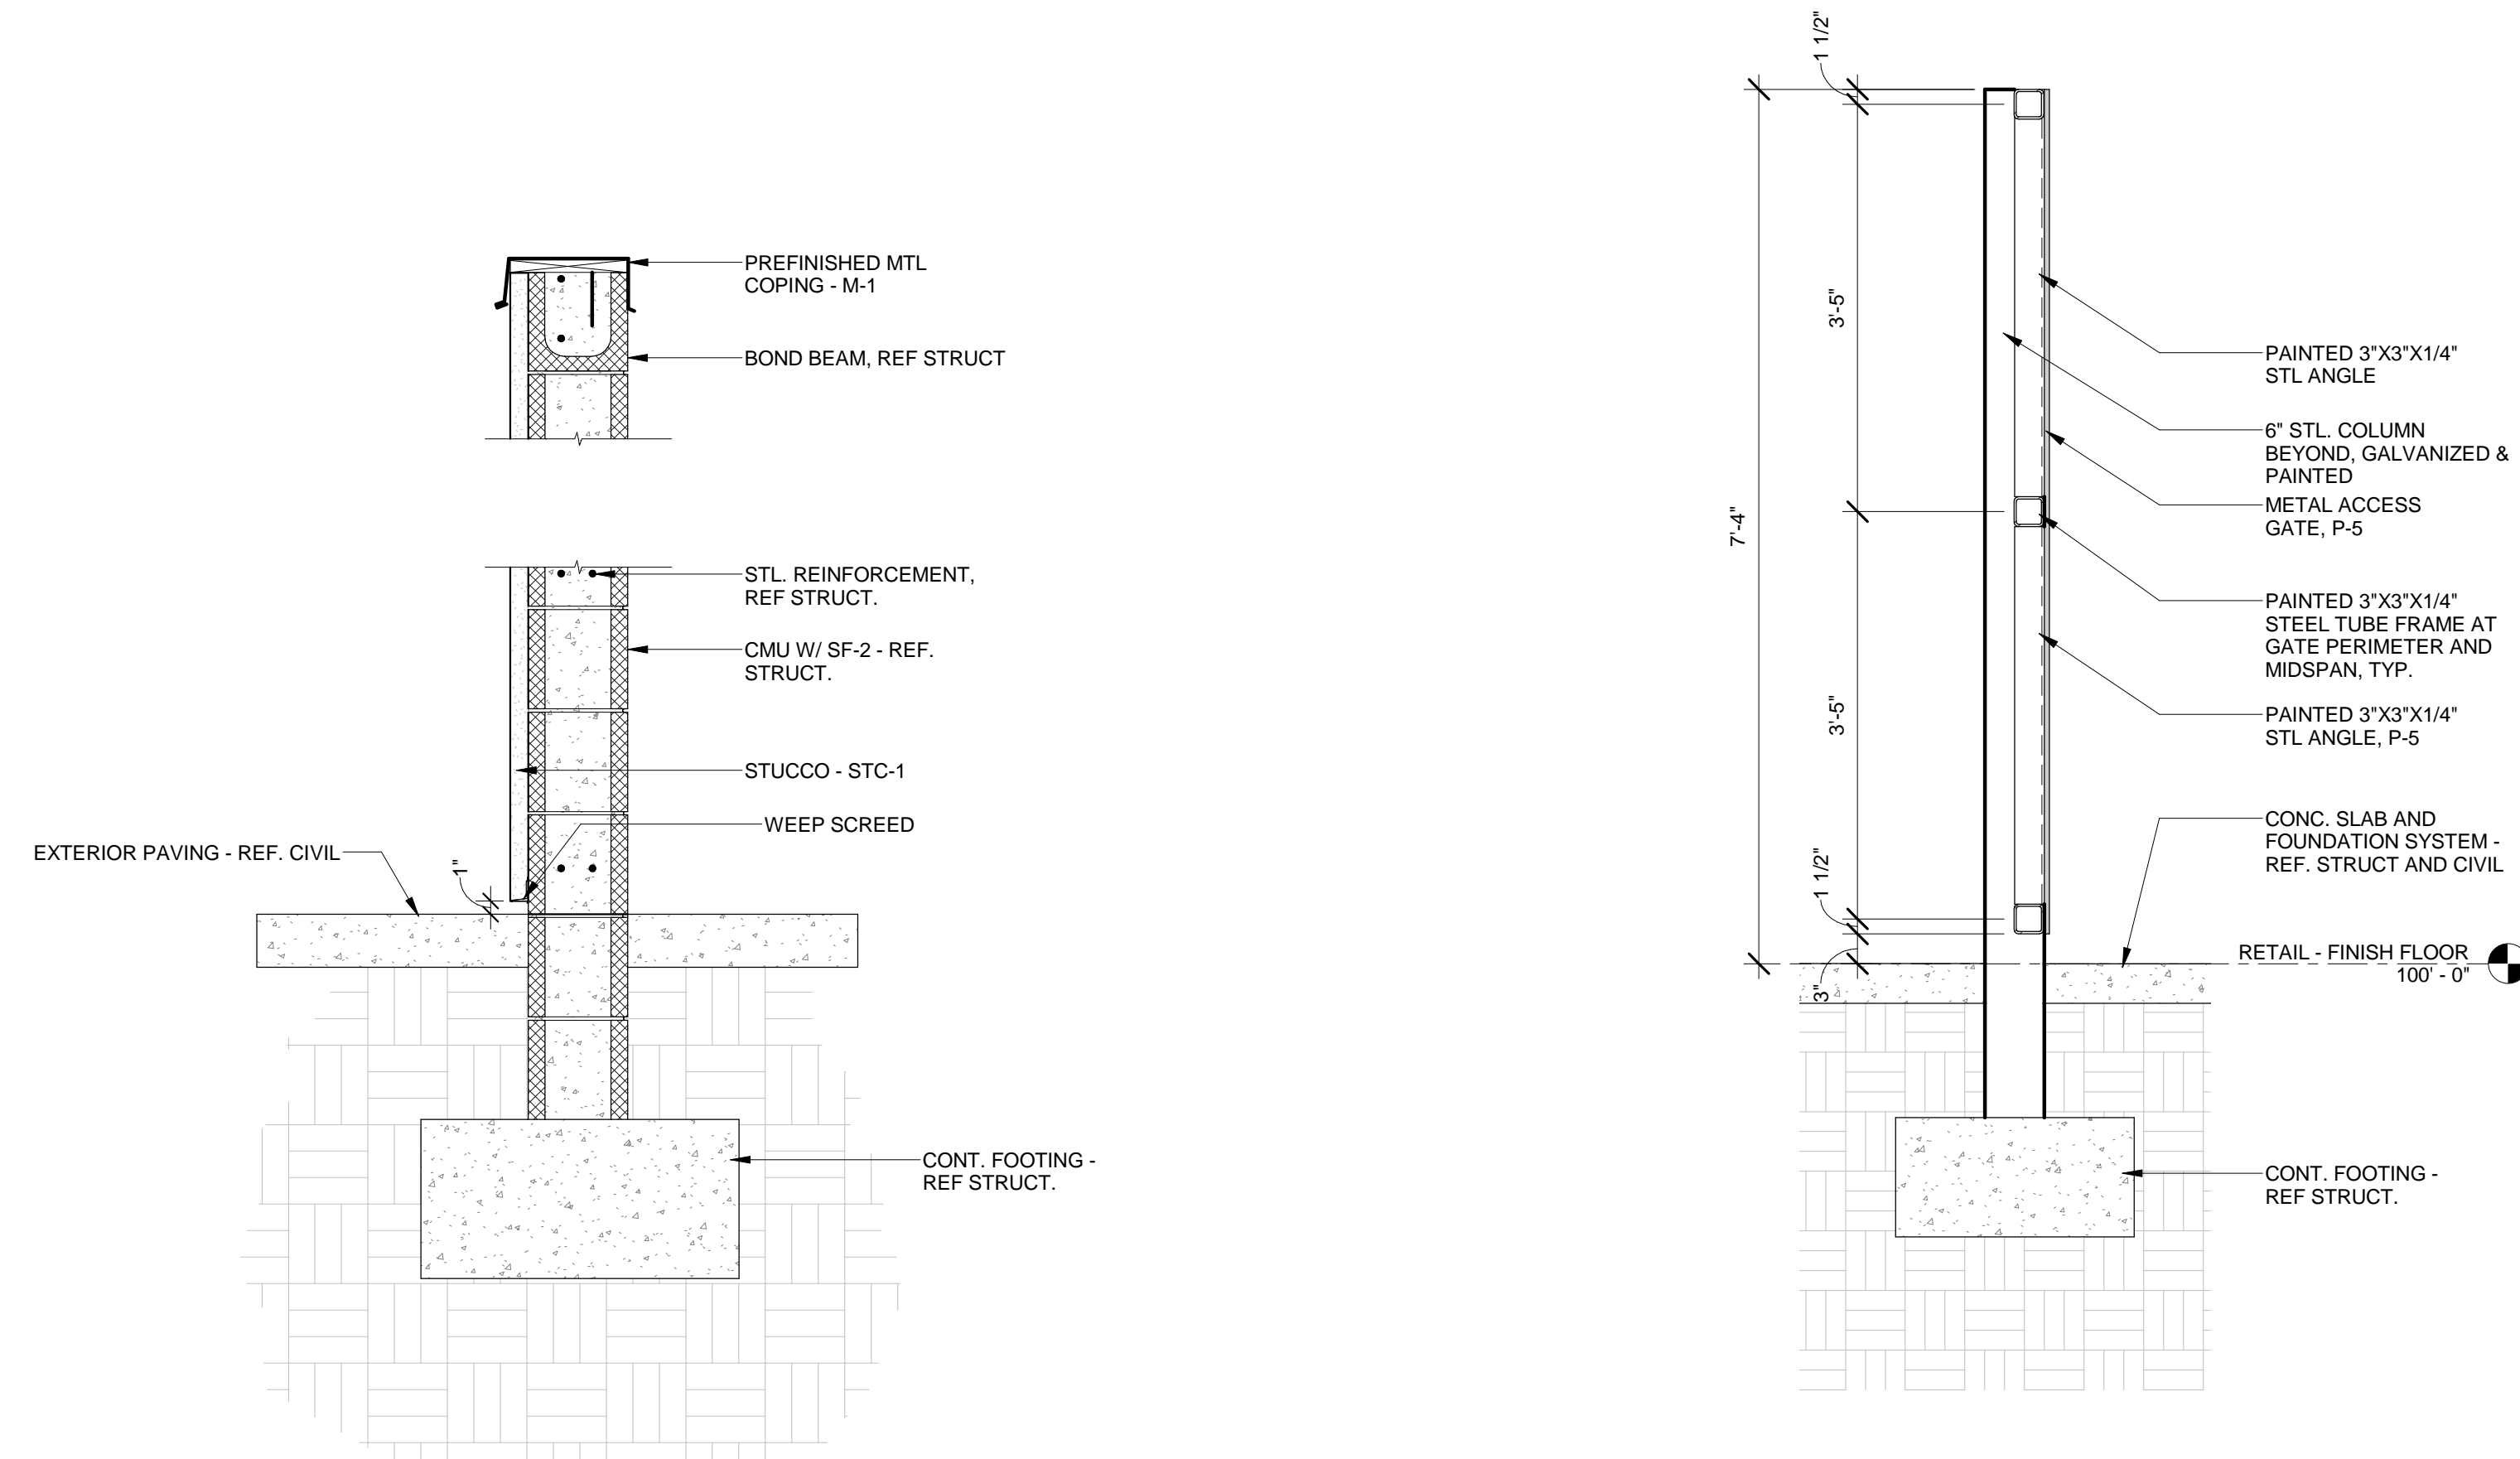 PREFINISHED MTL
COPING - M-1
BOND BEAM, REF STRUCT
STL. REINFORCEMENT,
REF STRUCT.
CMU W/ SF-2 - REF.
STRUCT.
STUCCO - STC-1
WEEP SCREED
EXTERIOR PAVING - REF. CIVIL
1"
CONT. FOOTING -
REF STRUCT.
1 1/2"
3'-5"
7'-4"
3'-5"
1 1/2"
3"
PAINTED 3"X3"X1/4"
STL ANGLE
6" STL. COLUMN
BEYOND, GALVANIZED &
PAINTED
METAL ACCESS
GATE, P-5
PAINTED 3"X3"X1/4"
STEEL TUBE FRAME AT
GATE PERIMETER AND
MIDSPAN, TYP.
PAINTED 3"X3"X1/4"
STL ANGLE, P-5
CONC. SLAB AND
FOUNDATION SYSTEM -
REF. STRUCT AND CIVIL
RETAIL - FINISH FLOOR
100' - 0"
CONT. FOOTING -
REF STRUCT.